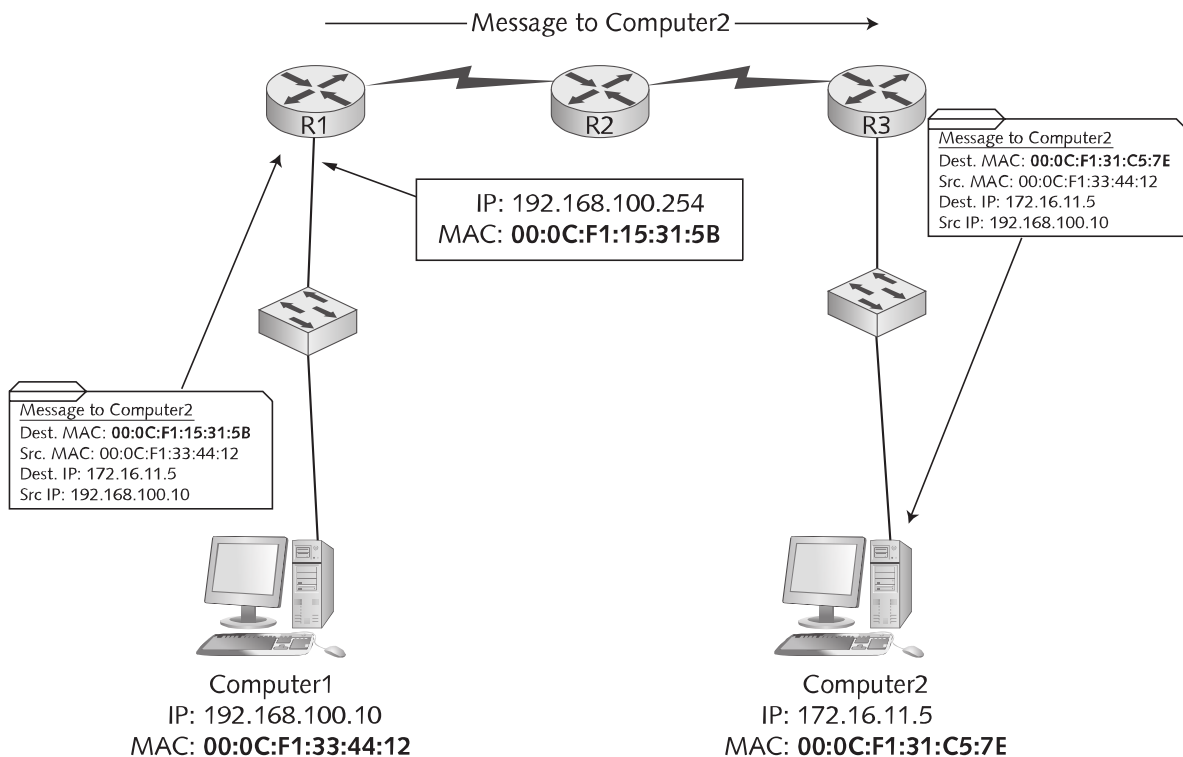 Message to Computer2
R1
R2
R3
Message to Computer2
Dest. MAC: 00:0C:F1:31:C5:7E
Src. MAC: 00:0C:F1:33:44:12
Dest. IP: 172.16.11.5
Src IP: 192.168.100.10
IP: 192.168.100.254
MAC: 00:0C:F1:15:31:5B
Message to Computer2
Dest. MAC: 00:0C:F1:15:31:5B
Src. MAC: 00:0C:F1:33:44:12
Dest. IP: 172.16.11.5
Src IP: 192.168.100.10
Computer1
IP: 192.168.100.10
MAC: 00:0C:F1:33:44:12
Computer2
IP: 172.16.11.5
MAC: 00:0C:F1:31:C5:7E